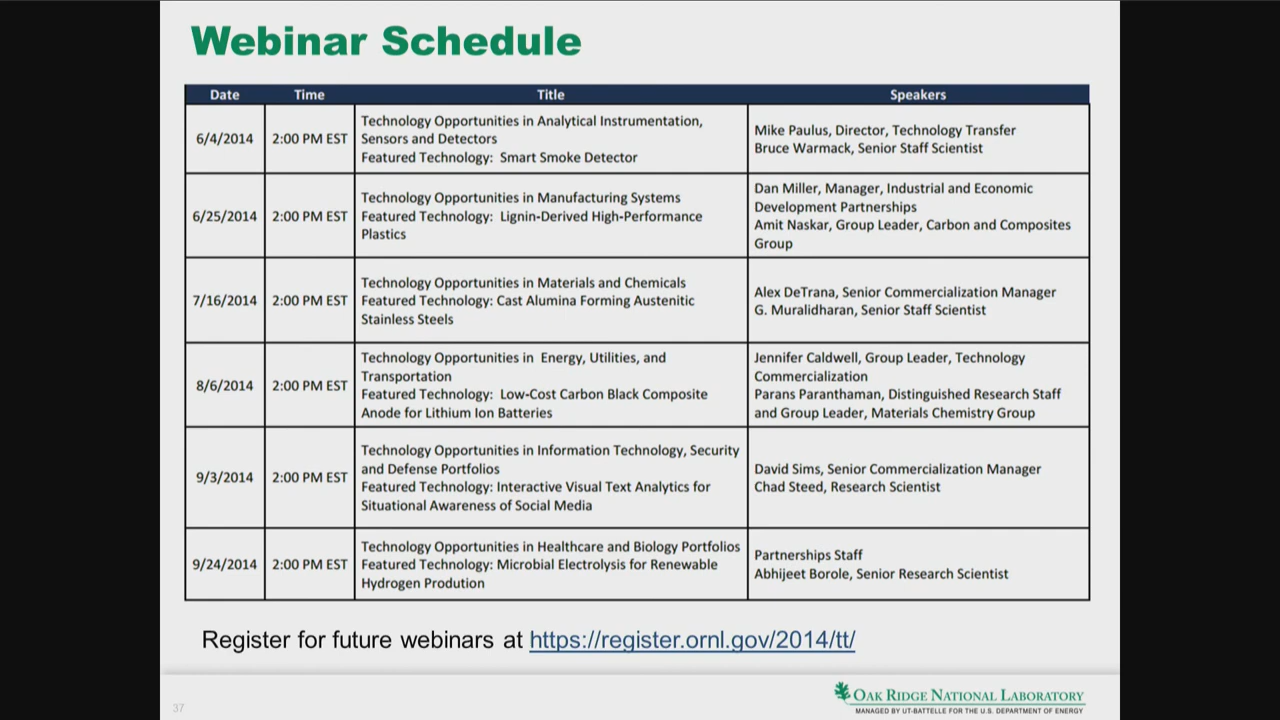 Webinar Schedule
Date Time Title Speakers
6/4/2014 2:00 PM EST
Technology Opportunities in Analytical Instrumentation,
Sensors and Detectors
Featured Technology: Smart Smoke Detector
Mike Paulus, Director, Technology Transfer
Bruce Warmack, Senior Staff Scientist
6/25/2014 2:00 PM EST
Technology Opportunities in Manufacturing Systems
Featured Technology: Lignin-Derived High-Performance
Plastics
Dan Miller, Manager, Industrial and Economic
Development Partnerships
Amit Naskar, Group Leader, Carbon and Composites
Group
7/16/2014 2:00 PM EST
Technology Opportunities in Materials and Chemicals
Featured Technology: Cast Alumina Forming Austenitic
Stainless Steels
Alex DeTrana, Senior Commercialization Manager
G. Muralidharan, Senior Staff Scientist
8/6/2014 2:00 PM EST
Technology Opportunities in Energy, Utilities, and
Transportation
Featured Technology: Low-Cost Carbon Black Composite
Anode for Lithium Ion Batteries
Jennifer Caldwell, Group Leader, Technology
Commercialization
Parans Paranthaman, Distinguished Research Staff
and Group Leader, Materials Chemistry Group
9/3/2014 2:00 PM EST
Technology Opportunities in Information Technology, Security
and Defense Portfolios
Featured Technology: Interactive Visual Text Analytics for
Situational Awareness of Social Media
David Sims, Senior Commercialization Manager
Chad Steed, Research Scientist
9/24/2014 2:00 PM EST
Technology Opportunities in Healthcare and Biology Portfolios
Featured Technology: Microbial Electrolysis for Renewable
Hydrogen Prodution
Partnerships Staff
Abhijeet Borole, Senior Research Scientist
Register for future webinars at https://register.ornl.gov/2014/tt/
37
OAK RIDGE NATIONAL LABORATORY
MANAGED BY UT-BATTELLE FOR THE U.S. DEPARTMENT OF ENERGY